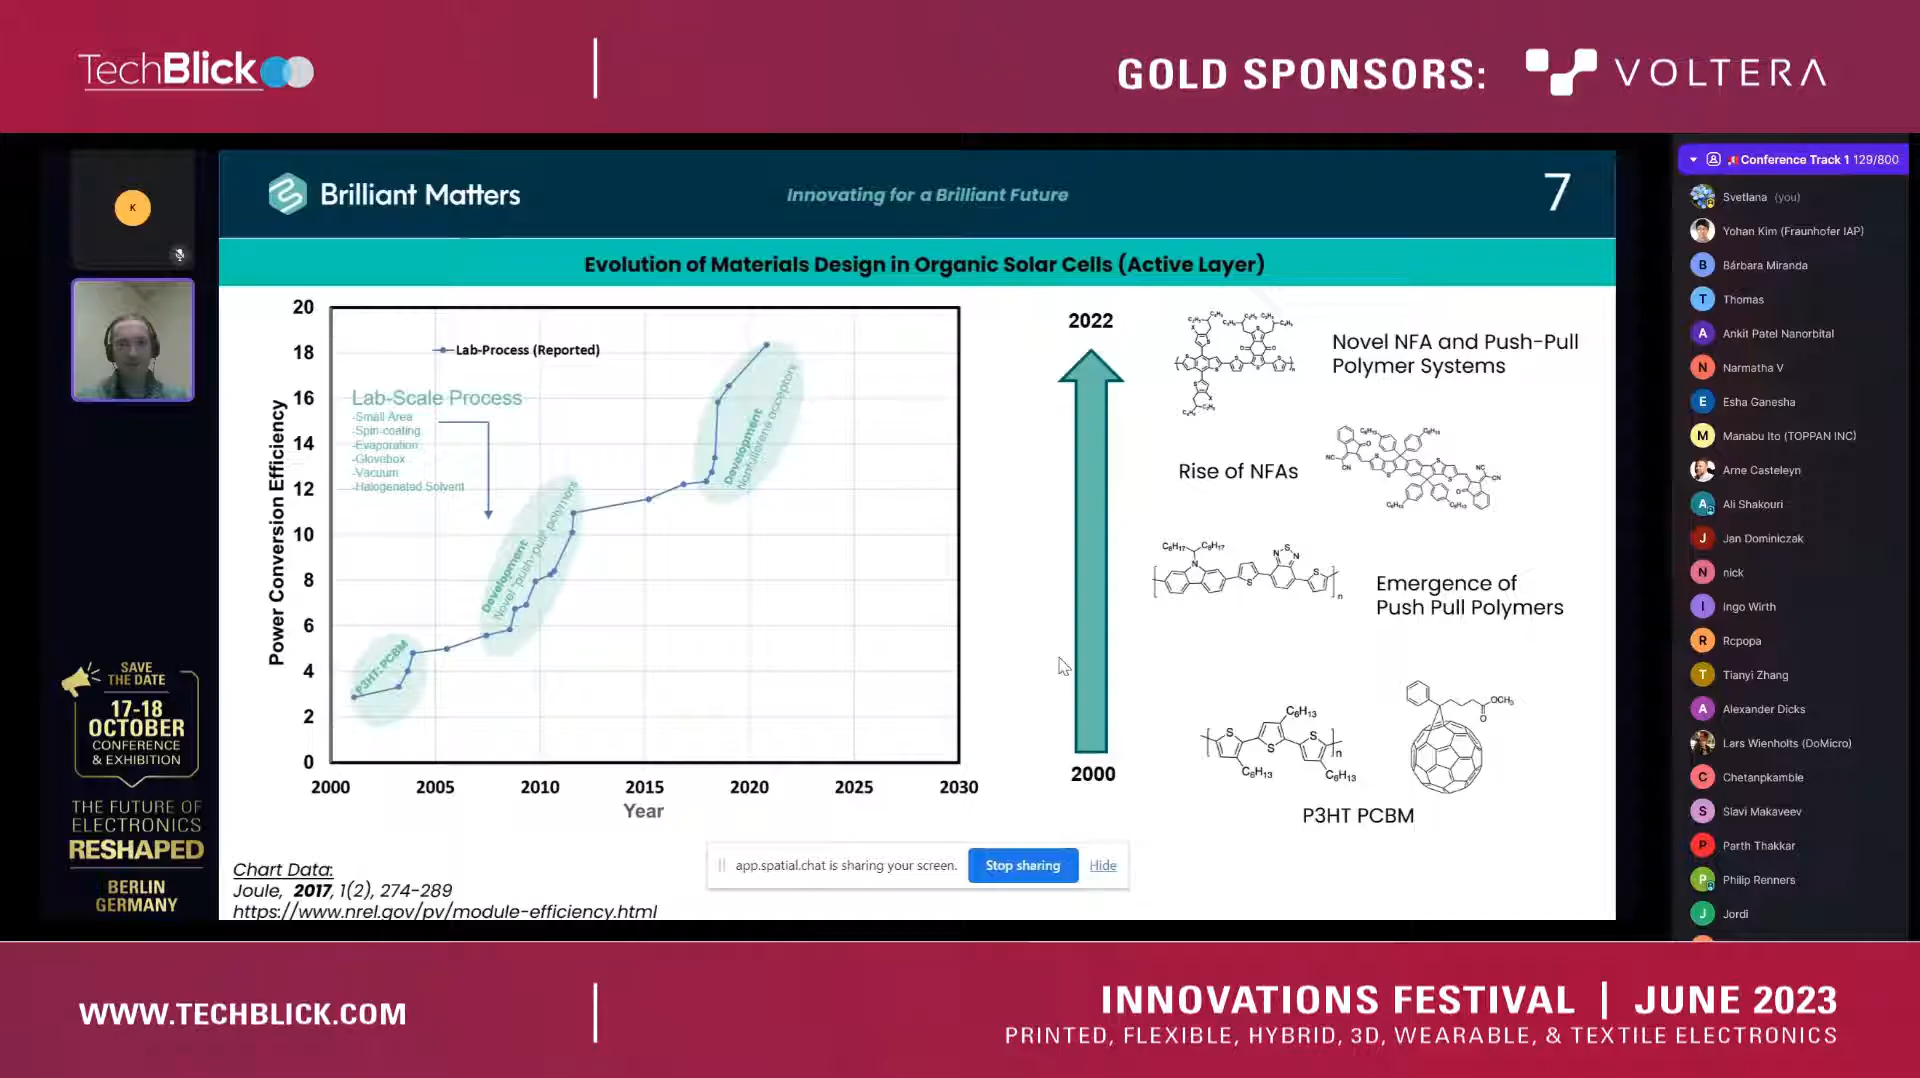 TechBlick
GOLD SPONSORS:
VOLTERA
K
Brilliant Matters
Innovating for a Brilliant Future
7
Evolution of Materials Design in Organic Solar Cells (Active Layer)
Power Conversion Efficiency
20
18
16
14
12
10
8
6
4
2
0
2000
2005
2010
2015
2020
2025
2030
Year
Lab-Process (Reported)
Lab-Scale Process
-Small Area
-Spin-coating
-Evaporation
-Glovebox
-Vacuum
-Halogenated Solvent
P3HT: PCBM
Development
Novel 'push-pull' polymers
Development
Nonfullerene acceptors
2022
2000
Novel NFA and Push-Pull
Polymer Systems
Rise of NFAs
Emergence of
Push Pull Polymers
P3HT PCBM
Chart Data:
Joule, 2017, 1(2), 274-289
https://www.nrel.gov/pv/module-efficiency.html
app.spatial.chat is sharing your screen.
Stop sharing
Hide
Conference Track 1 129/800
Svetlana (you)
Yohan Kim (Fraunhofer IAP)
B Bárbara Miranda
T Thomas
A Ankit Patel Nanorbital
N Narmatha V
E Esha Ganesha
M Manabu Ito (TOPPAN INC)
Arne Casteleyn
A Ali Shakouri
J Jan Dominiczak
N nick
I Ingo Wirth
R Rcpopa
T Tianyi Zhang
A Alexander Dicks
Lars Wienholts (DoMicro)
C Chetanpkamble
S Slavi Makaveev
P Parth Thakkar
P Philip Renners
J Jordi
SAVE
THE DATE
17-18
OCTOBER
CONFERENCE
& EXHIBITION
THE FUTURE OF
ELECTRONICS
RESHAPED
BERLIN
GERMANY
WWW.TECHBLICK.COM
INNOVATIONS FESTIVAL | JUNE 2023
PRINTED, FLEXIBLE, HYBRID, 3D, WEARABLE, & TEXTILE ELECTRONICS